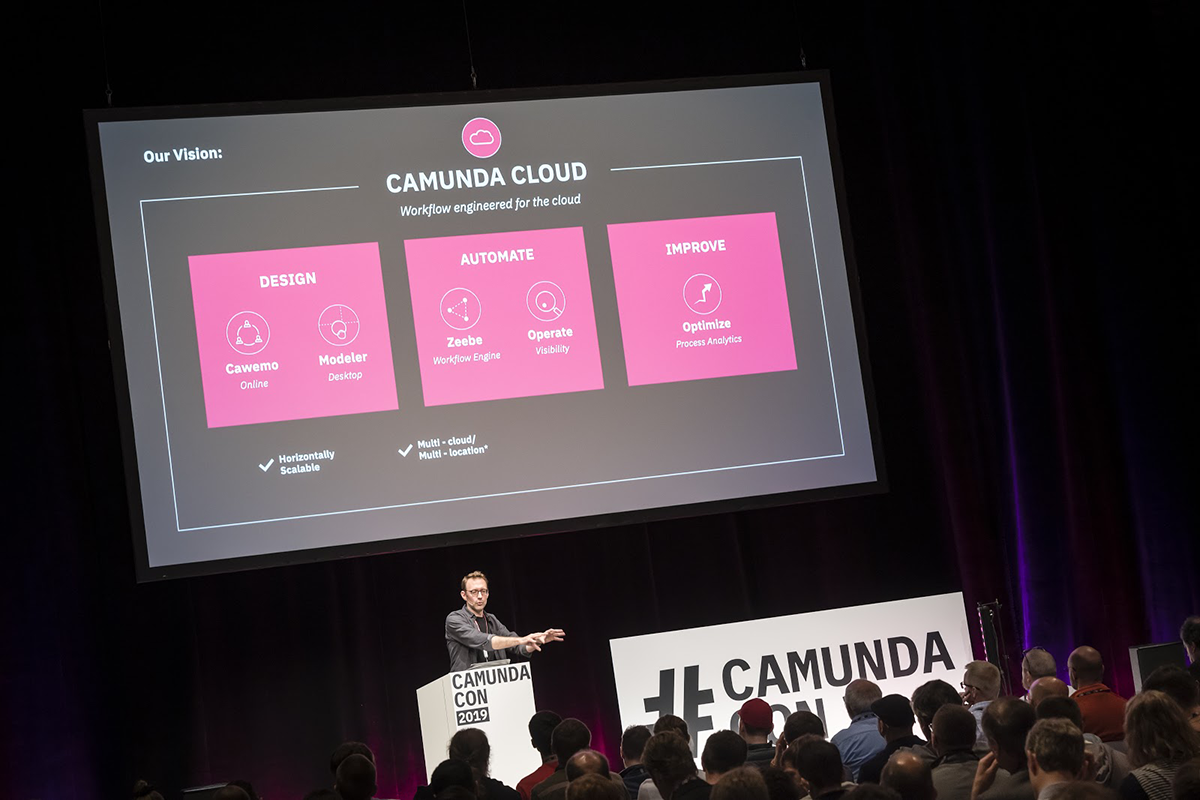 Our Vision:
CAMUNDA CLOUD
Workflow engineered for the cloud
DESIGN
Cawemo
Online
Modeler
Desktop
AUTOMATE
Zeebe
Workflow Engine
Operate
Visibility
IMPROVE
Optimize
Process Analytics
Horizontally
Scalable
Multi - cloud/
Multi - location*
CAMUNDA
CON
2019
#CAMUNDA
CON